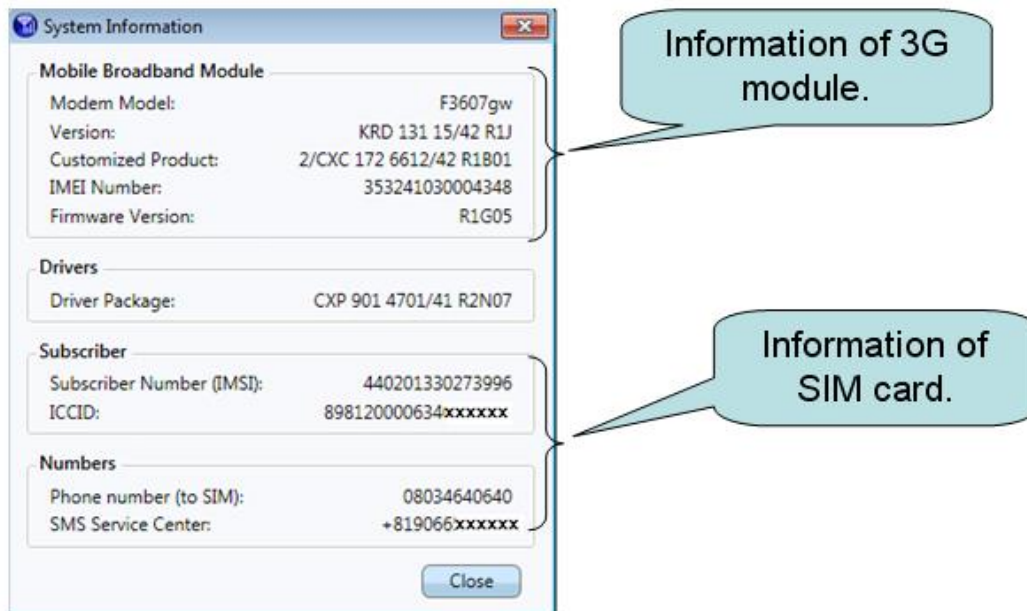 System Information
Mobile Broadband Module
Modem Model: F3607gw
Version: KRD 131 15/42 R1J
Customized Product: 2/CXC 172 6612/42 R1B01
IMEI Number: 353241030004348
Firmware Version: R1G05
Drivers
Driver Package: CXP 901 4701/41 R2N07
Subscriber
Subscriber Number (IMSI): 440201330273996
ICCID: 898120000634xxxxxx
Numbers
Phone number (to SIM): 08034640640
SMS Service Center: +819066xxxxxx
Close
Information of 3G
module.
Information of
SIM card.